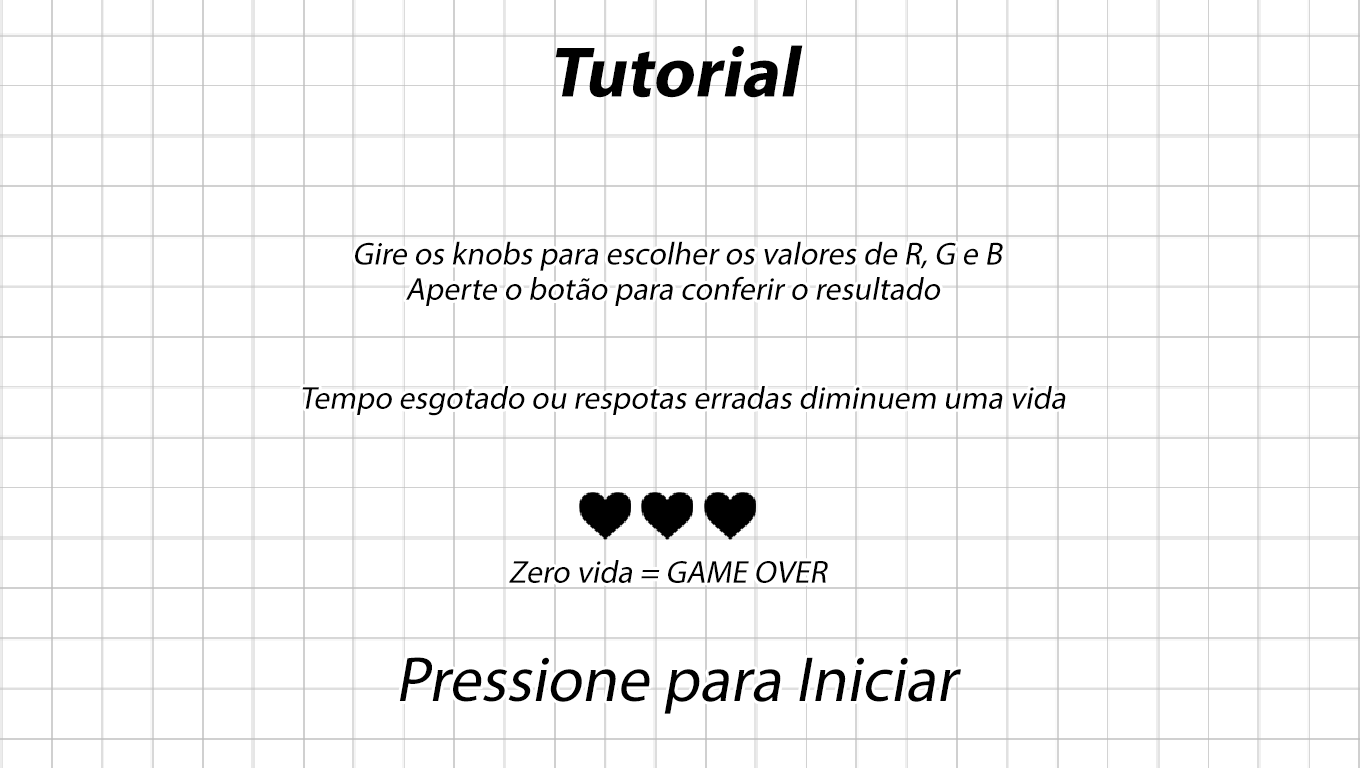 Tutorial
Gire os knobs para escolher os valores de R, G e B
Aperte o botão para conferir o resultado
Tempo esgotado ou respotas erradas diminuem uma vida
Zero vida = GAME OVER
Pressione para Iniciar